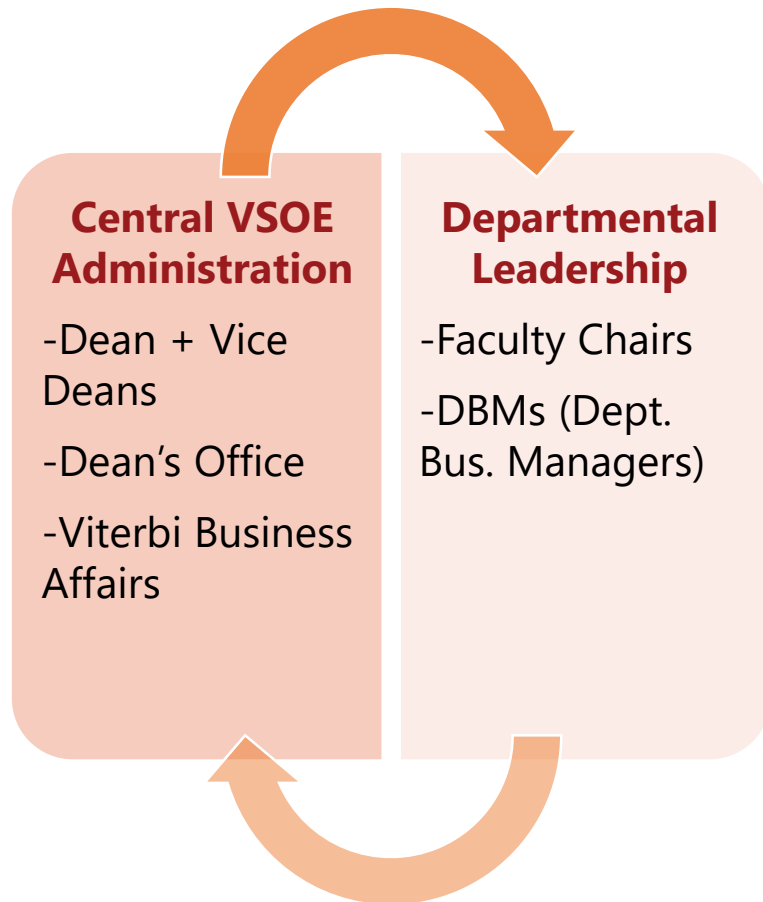 Central VSOE
Administration
-Dean + Vice
Deans
-Dean’s Office
-Viterbi Business
Affairs
Departmental
Leadership
-Faculty Chairs
-DBMs (Dept.
Bus. Managers)